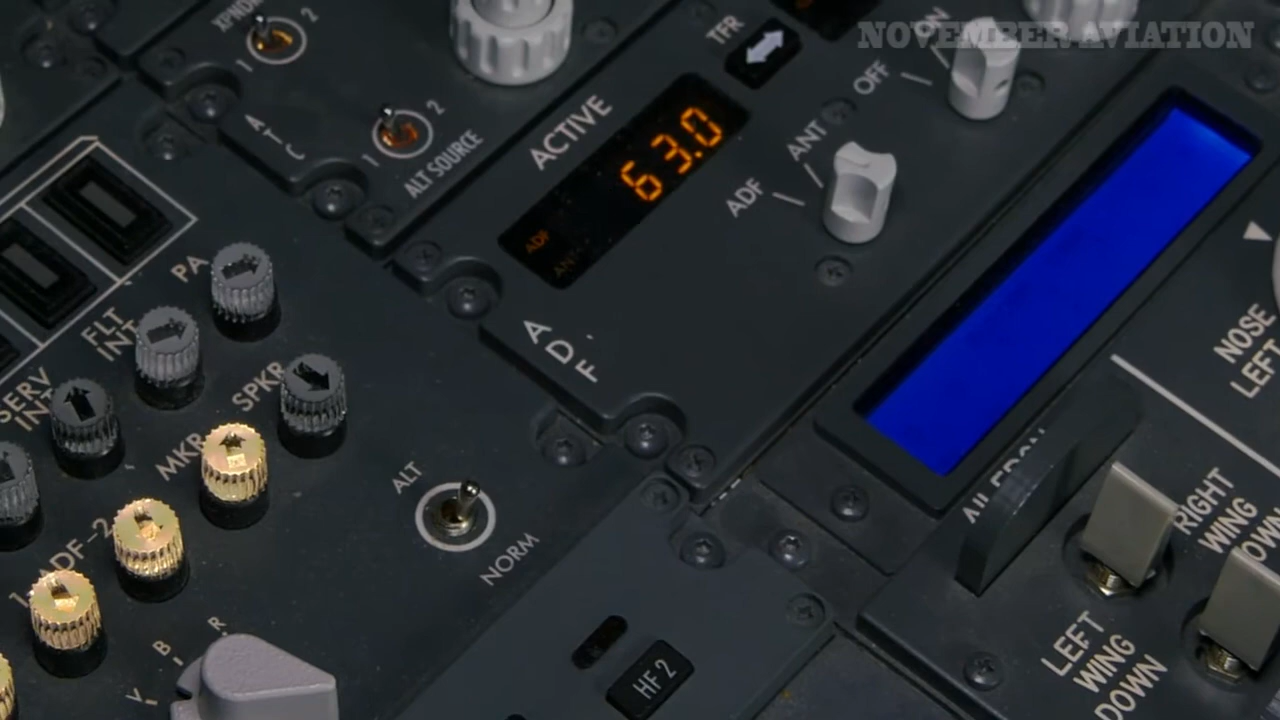 NOVEMBER AVIATION
XPNDR
1
2
ATC
1
2
ALT SOURCE
TFR
ACTIVE
63.0
ADF
ANT
OFF
ON
ANT
ADF
ADF
PA
FLT
INT
SERV
INT
SPKR
MKR
ADF-2
1
ALT
NORM
V
B
R
HF 2
AILERON
NOSE
LEFT
RIGHT
WING
DOWN
LEFT
WING
DOWN